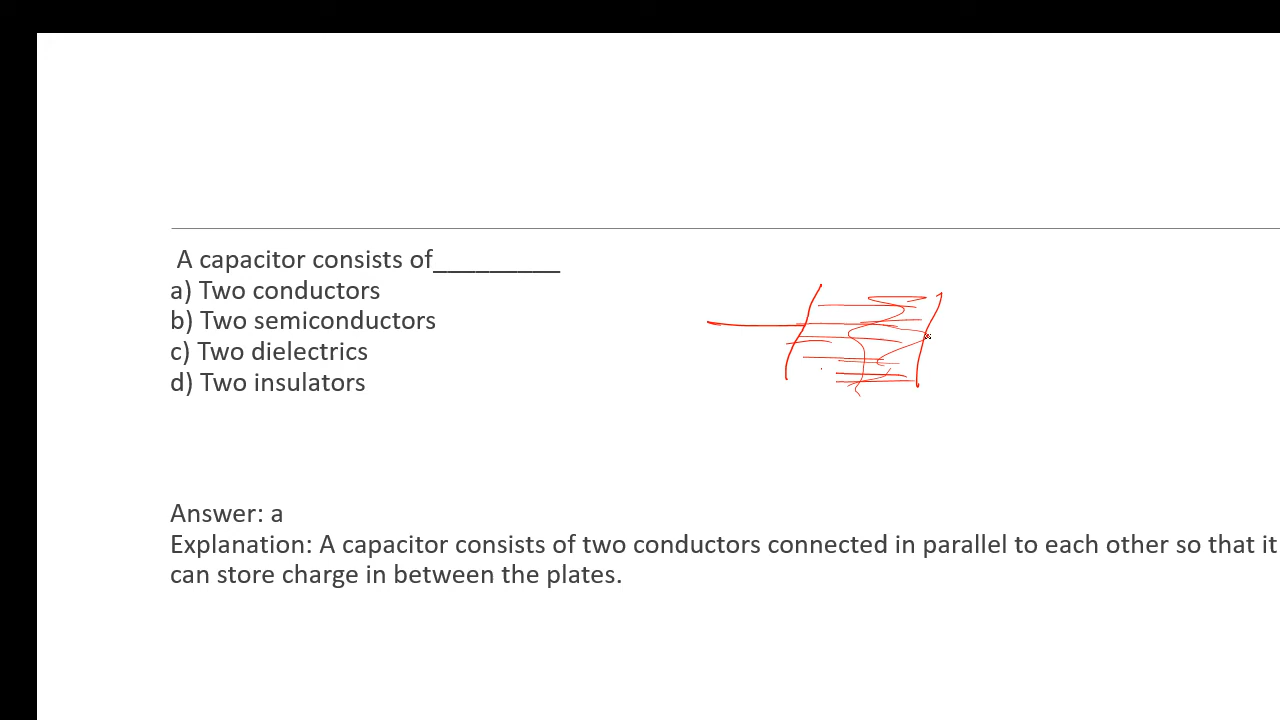 A capacitor consists of_________
a) Two conductors
b) Two semiconductors
c) Two dielectrics
d) Two insulators
Answer: a
Explanation: A capacitor consists of two conductors connected in parallel to each other so that it
can store charge in between the plates.